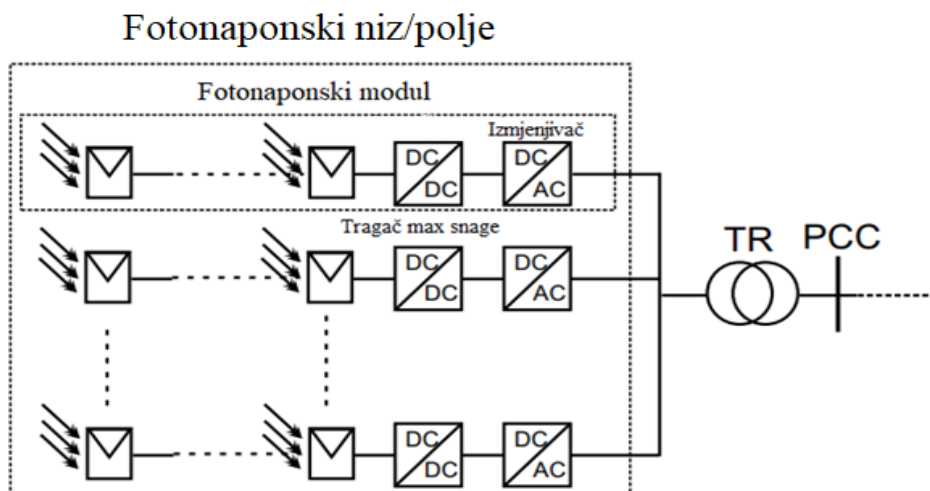 Fotonaponski niz/polje
Fotonaponski modul
Izmjenjivač
DC
DC
DC
AC
Tragač max snage
DC
DC
DC
AC
TR
PCC
DC
DC
DC
AC